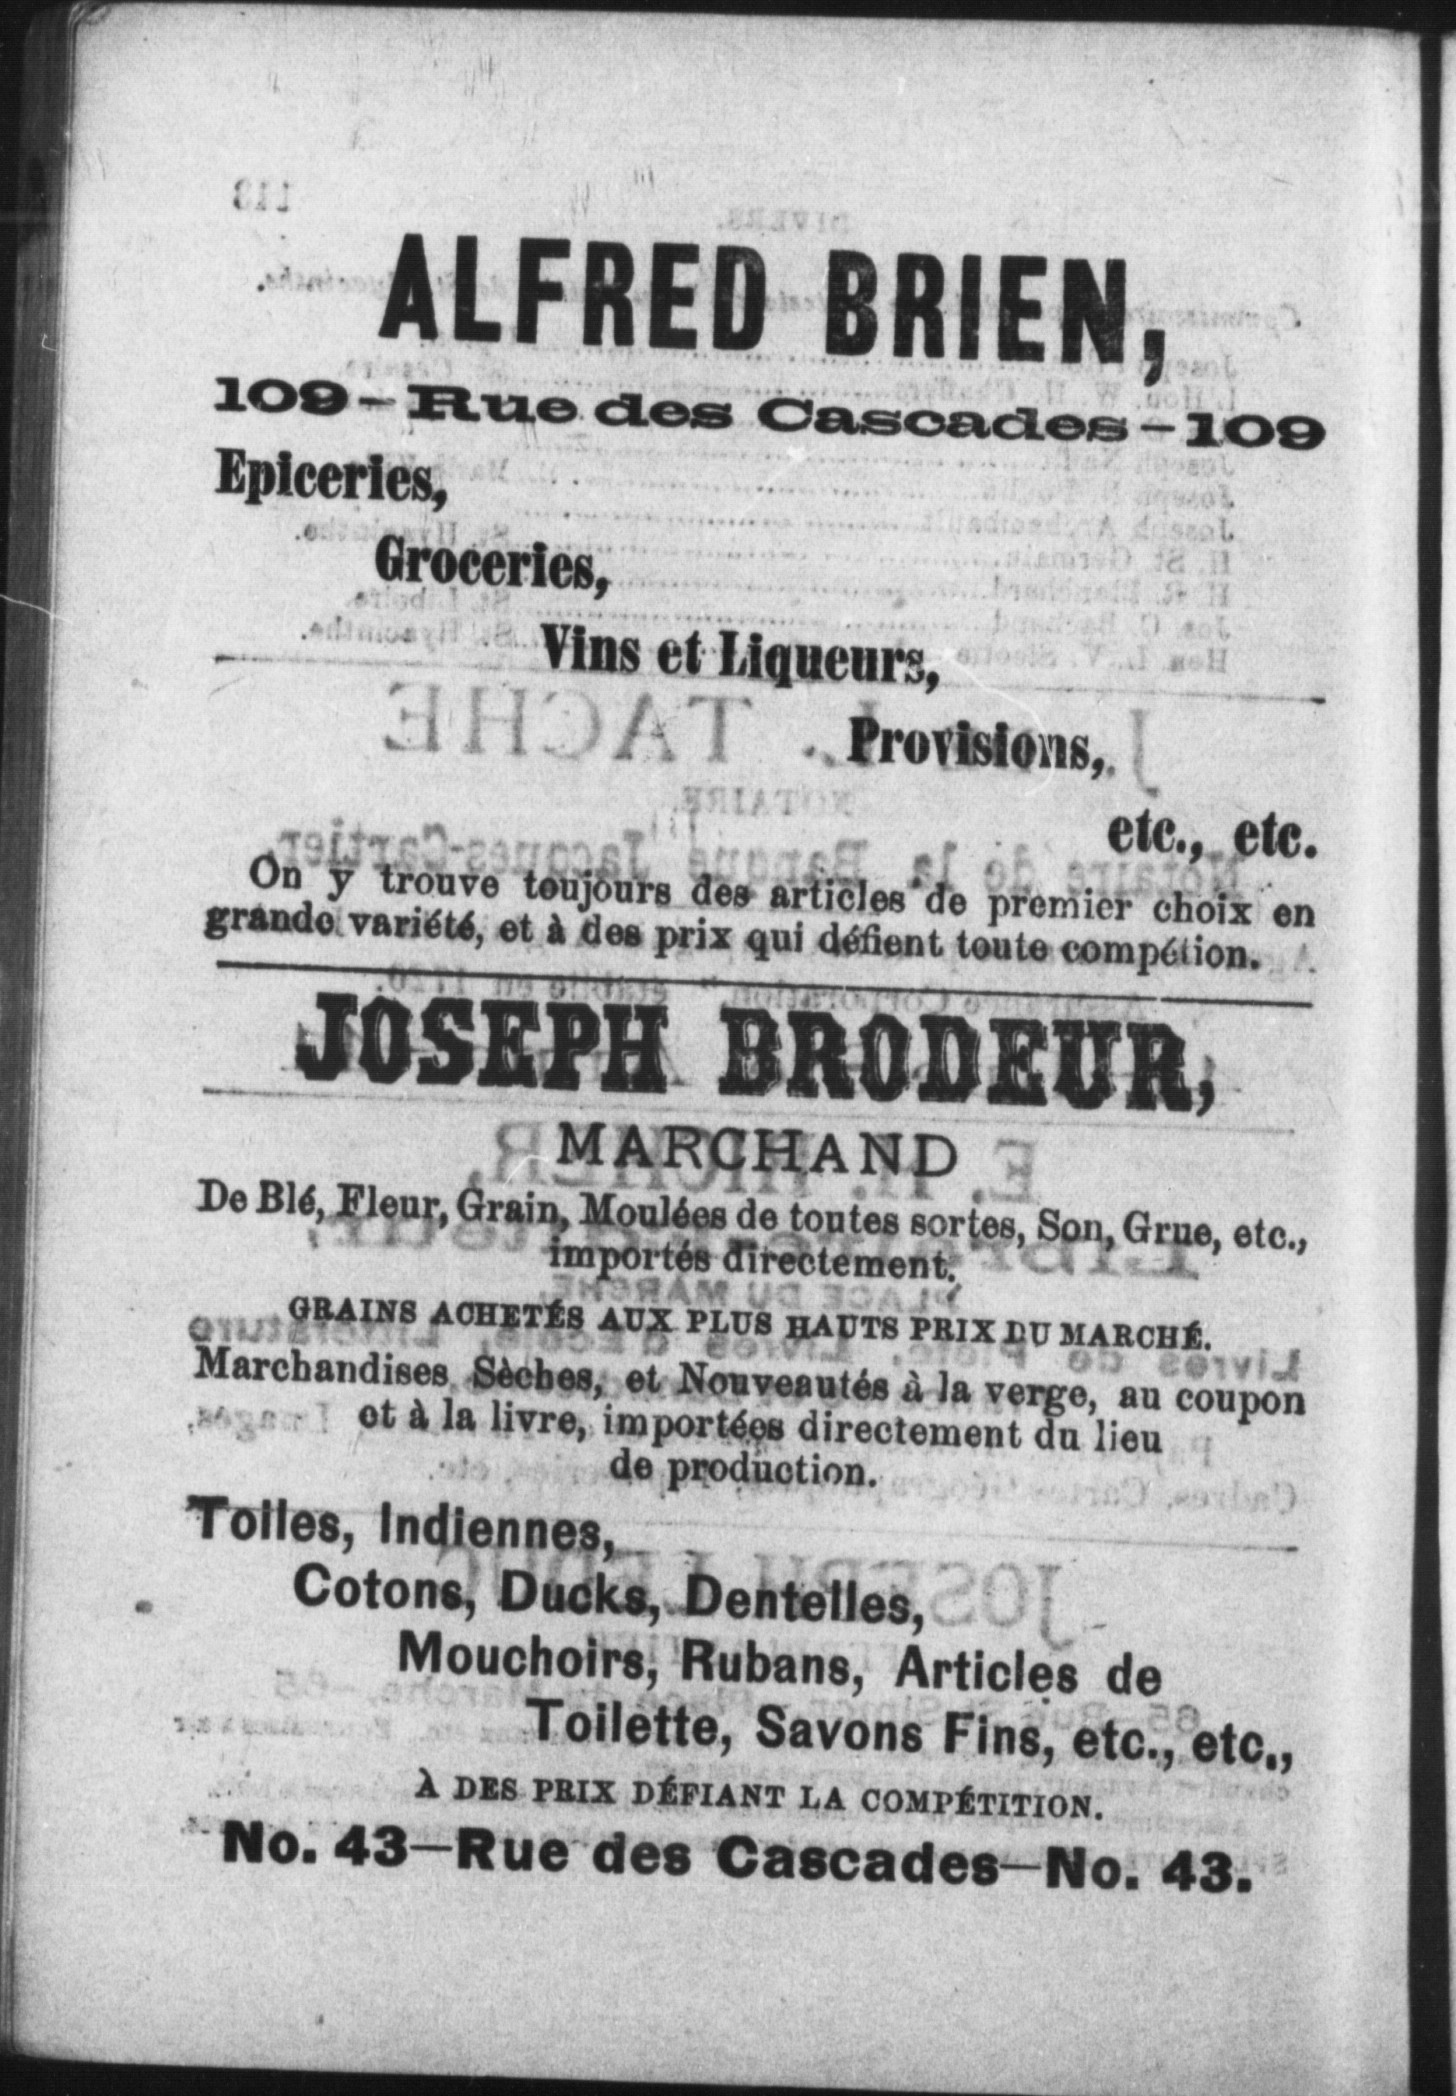 ALFRED BRIEN,
109–Rue des Cascades–109
Epiceries,
Groceries,
Vins et Liqueurs,
Provisions,
etc., etc.
On y trouve toujours des articles de premier choix en
grande variété, et à des prix qui défient toute compétion.
JOSEPH BRODEUR,
MARCHAND
De Blé, Fleur, Grain, Moulées de toutes sortes, Son, Grue, etc.,
importés directement.
GRAINS ACHETÉS AUX PLUS HAUTS PRIX DU MARCHÉ.
Marchandises Sèches, et Nouveautés à la verge, au coupon
et à la livre, importées directement du lieu
de production.
Toiles, Indiennes,
Cotons, Ducks, Dentelles,
Mouchoirs, Rubans, Articles de
Toilette, Savons Fins, etc., etc.,
À DES PRIX DÉFIANT LA COMPÉTITION.
No. 43—Rue des Cascades—No. 43.